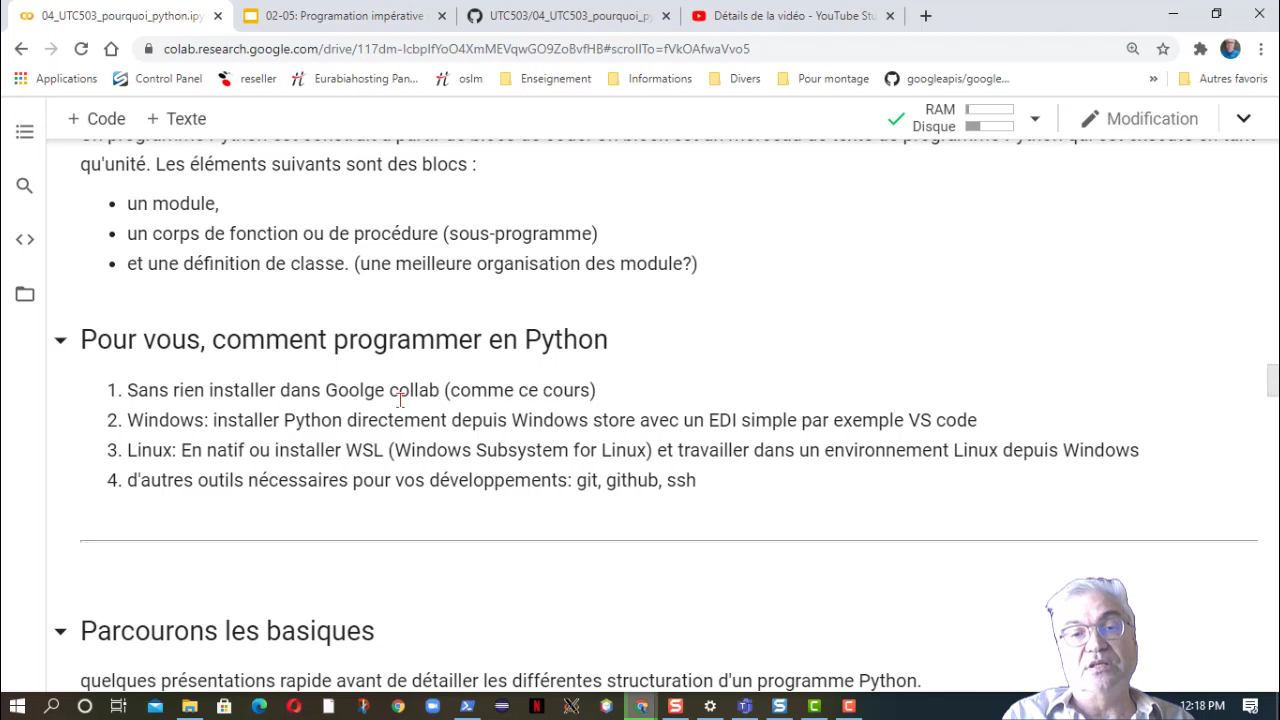 04_UTC503_pourquoi_python.ipy
02-05: Programation impérative
UTC503/04_UTC503_pourquoi_p
Détails de la vidéo - YouTube Stu
colab.research.google.com/drive/117dm-IcbpIfYoO4XmMEVqwGO9ZoBvfHB#scrollTo=fVkOAfwaVvo5
Applications
Control Panel
reseller
Eurabiahosting Pan...
oslm
Enseignement
Informations
Divers
Pour montage
googleapis/google...
»
Autres favoris
+ Code
+ Texte
RAM
Disque
Modification
qu'unité. Les éléments suivants sont des blocs :
• un module,
• un corps de fonction ou de procédure (sous-programme)
• et une définition de classe. (une meilleure organisation des module?)
Pour vous, comment programmer en Python
1. Sans rien installer dans Goolge collab (comme ce cours)
2. Windows: installer Python directement depuis Windows store avec un EDI simple par exemple VS code
3. Linux: En natif ou installer WSL (Windows Subsystem for Linux) et travailler dans un environnement Linux depuis Windows
4. d'autres outils nécessaires pour vos développements: git, github, ssh
Parcourons les basiques
quelques présentations rapide avant de détailler les différentes structuration d'un programme Python.
12:18 PM